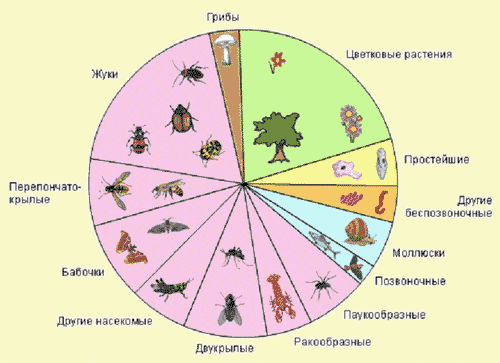 Грибы
Цветковые растения
Простейшие
Другие
беспозвоночные
Моллюски
Позвоночные
Паукообразные
Ракообразные
Двукрылые
Другие насекомые
Бабочки
Перепончато-
крылые
Жуки